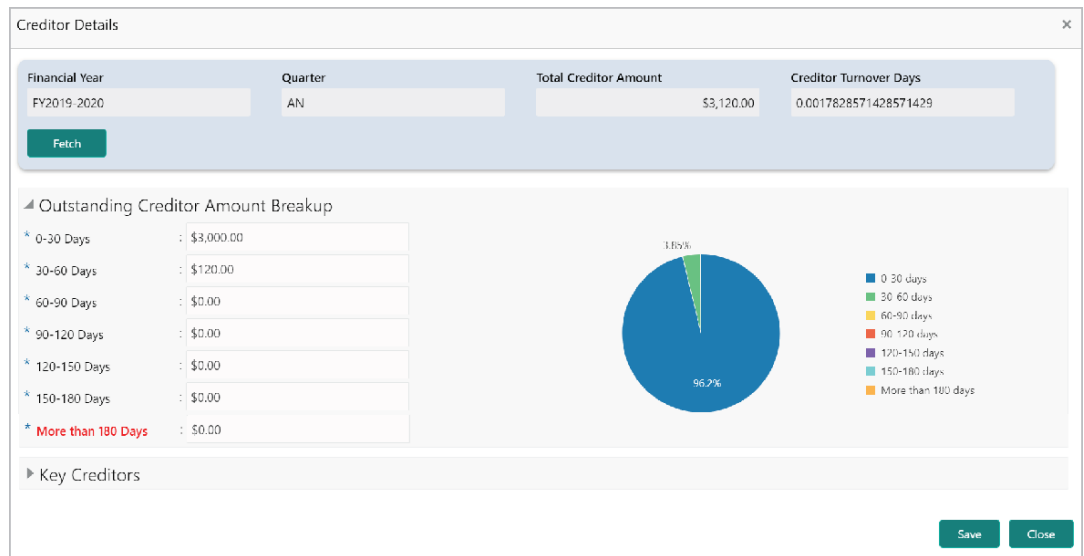 Creditor Details ×
Financial Year Quarter Total Creditor Amount Creditor Turnover Days
FY2019-2020 AN $3,120.00 0.0017828571428571429
Fetch
Outstanding Creditor Amount Breakup
* 0-30 Days : $3,000.00
* 30-60 Days : $120.00
* 60-90 Days : $0.00
* 90-120 Days : $0.00
* 120-150 Days : $0.00
* 150-180 Days : $0.00
* More than 180 Days : $0.00
3.85%
96.2%
0-30 days
30-60 days
60-90 days
90-120 days
120-150 days
150-180 days
More than 180 days
Key Creditors
Save Close